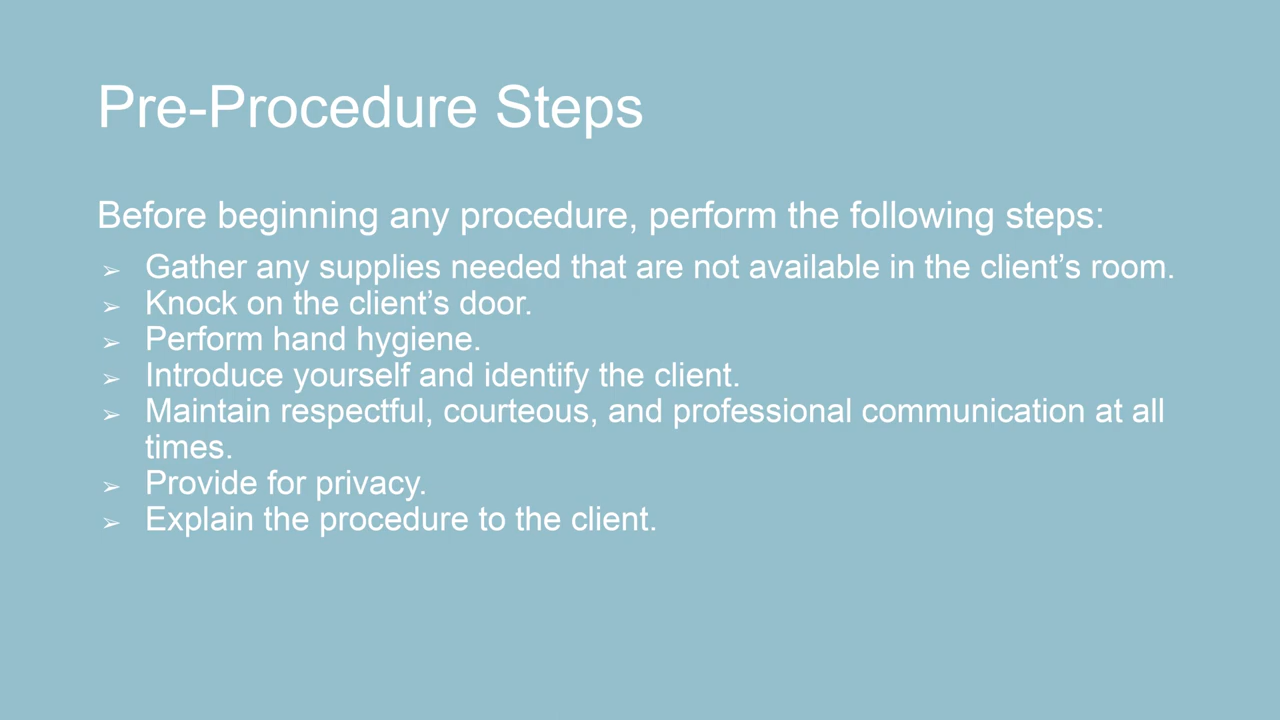 Pre-Procedure Steps
Before beginning any procedure, perform the following steps:
➢ Gather any supplies needed that are not available in the client’s room.
➢ Knock on the client’s door.
➢ Perform hand hygiene.
➢ Introduce yourself and identify the client.
➢ Maintain respectful, courteous, and professional communication at all
times.
➢ Provide for privacy.
➢ Explain the procedure to the client.